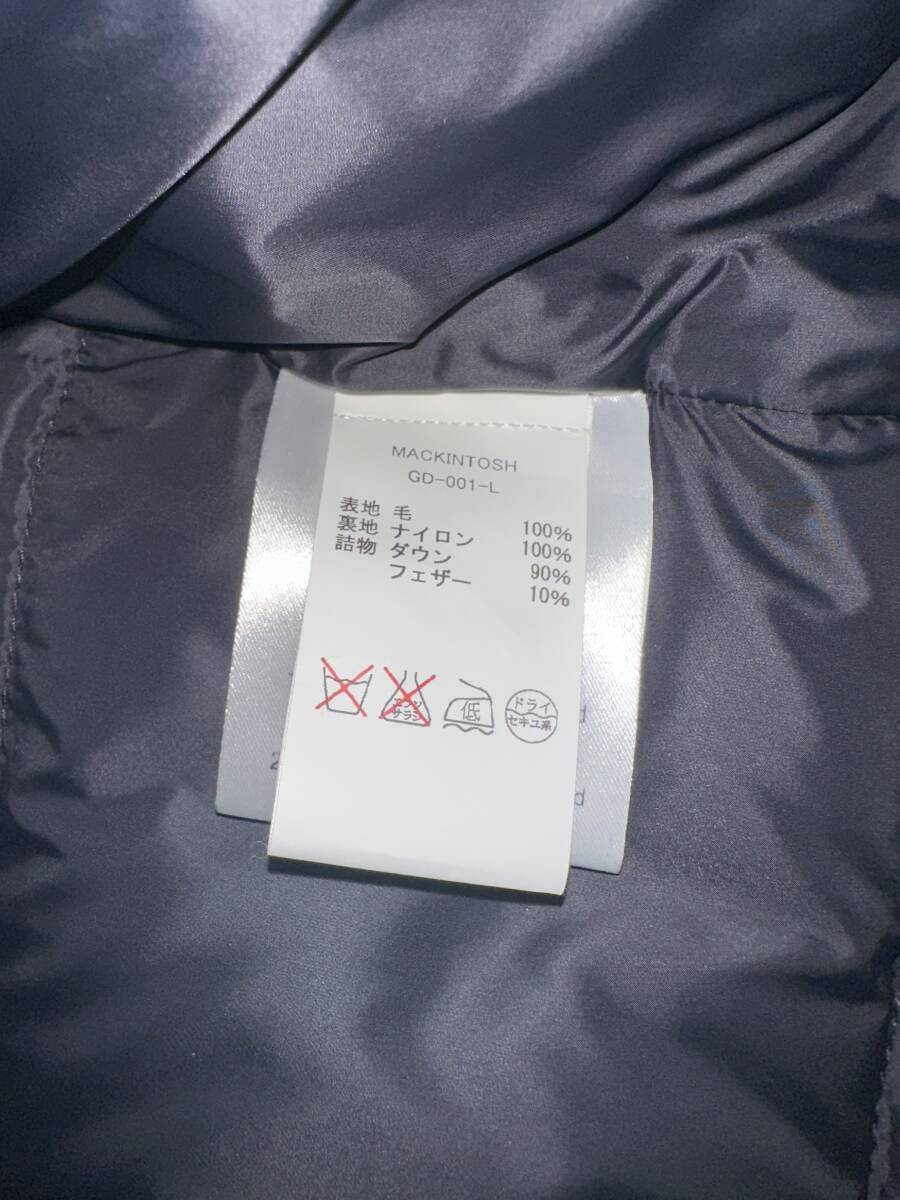 MACKINTOSH
GD-001-L
表地 毛 100%
裏地 ナイロン 100%
詰物 ダウン 90%
フェザー 10%
エンソ サラシ
低
ドライ
セキユ系
d
2
d